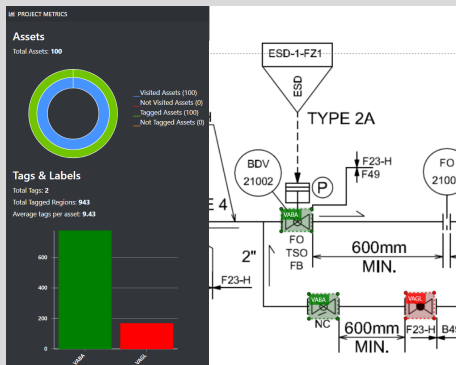 PROJECT METRICS
Assets
Total Assets: 100
Visited Assets (100)
Not Visited Assets (0)
Tagged Assets (100)
Not Tagged Assets (0)
Tags & Labels
Total Tags: 2
Total Tagged Regions: 943
Average tags per asset: 9.43
600
400
200
0
VABA
VAGL
ESD-1-FZ1
ESD
TYPE 2A
BDV
21002
P
F23-H
F49
FO
2100
E 4
VABA
FO
TSO
FB
600mm
MIN.
2"
F23-H
VABA
NC
600mm
MIN.
VAGL
F23-H
B49